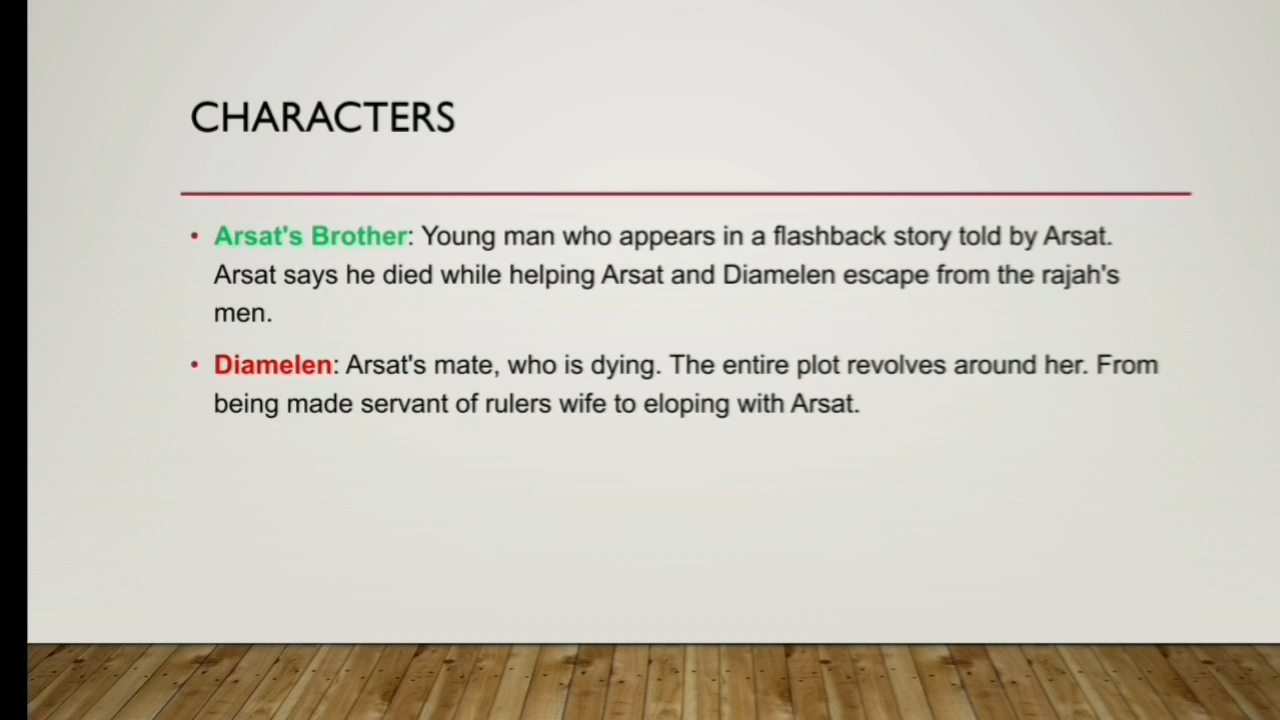 CHARACTERS
• Arsat's Brother: Young man who appears in a flashback story told by Arsat.
Arsat says he died while helping Arsat and Diamelen escape from the rajah's
men.
• Diamelen: Arsat's mate, who is dying. The entire plot revolves around her. From
being made servant of rulers wife to eloping with Arsat.